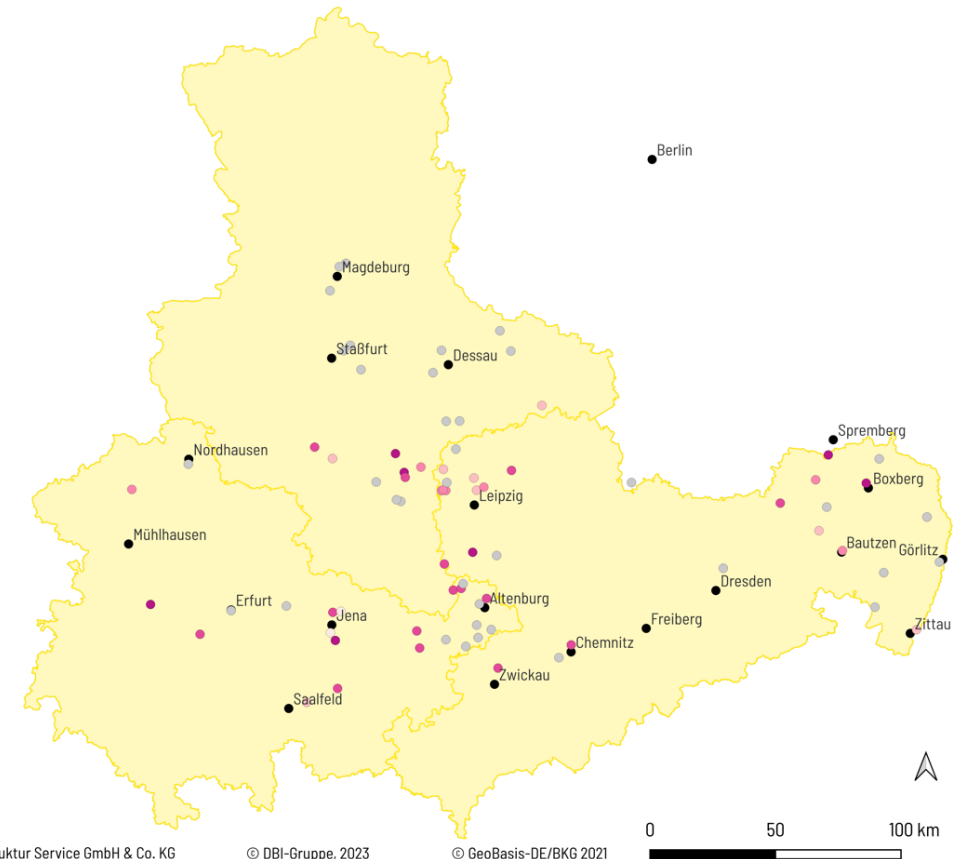 Berlin
Magdeburg
Staßfurt
Dessau
Spremberg
Nordhausen
Boxberg
Leipzig
Mühlhausen
Bautzen
Görlitz
Dresden
Erfurt
Altenburg
Jena
Freiberg
Zittau
Chemnitz
Zwickau
Saalfeld
0 50 100 km
Service GmbH & Co. KG © DBI-Gruppe, 2023 © GeoBasis-DE/BKG 2021